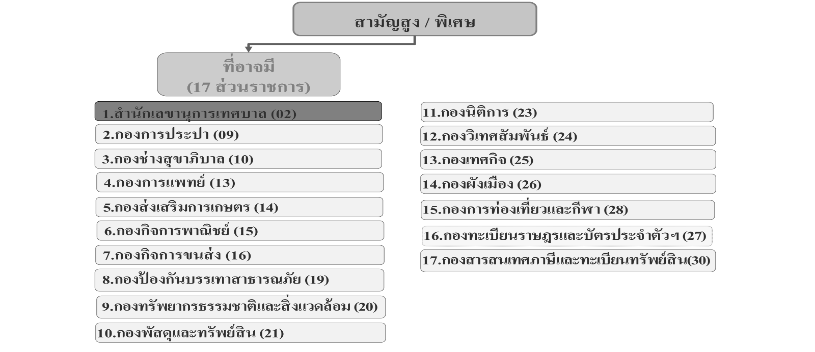 สามัญสูง / พิเศษ
ที่อาจมี
(17 ส่วนราชการ)
1.สำนักเลขานุการเทศบาล (02)
2.กองการประปา (09)
3.กองช่างสุขาภิบาล (10)
4.กองการแพทย์ (13)
5.กองส่งเสริมการเกษตร (14)
6.กองกิจการพาณิชย์ (15)
7.กองกิจการขนส่ง (16)
8.กองป้องกันบรรเทาสาธารณภัย (19)
9.กองทรัพยากรธรรมชาติและสิ่งแวดล้อม (20)
10.กองพัสดุและทรัพย์สิน (21)
11.กองนิติการ (23)
12.กองวิเทศสัมพันธ์ (24)
13.กองเทศกิจ (25)
14.กองผังเมือง (26)
15.กองการท่องเที่ยวและกีฬา (28)
16.กองทะเบียนราษฎรและบัตรประจำตัวฯ (27)
17.กองสารสนเทศภาษีและทะเบียนทรัพย์สิน(30)